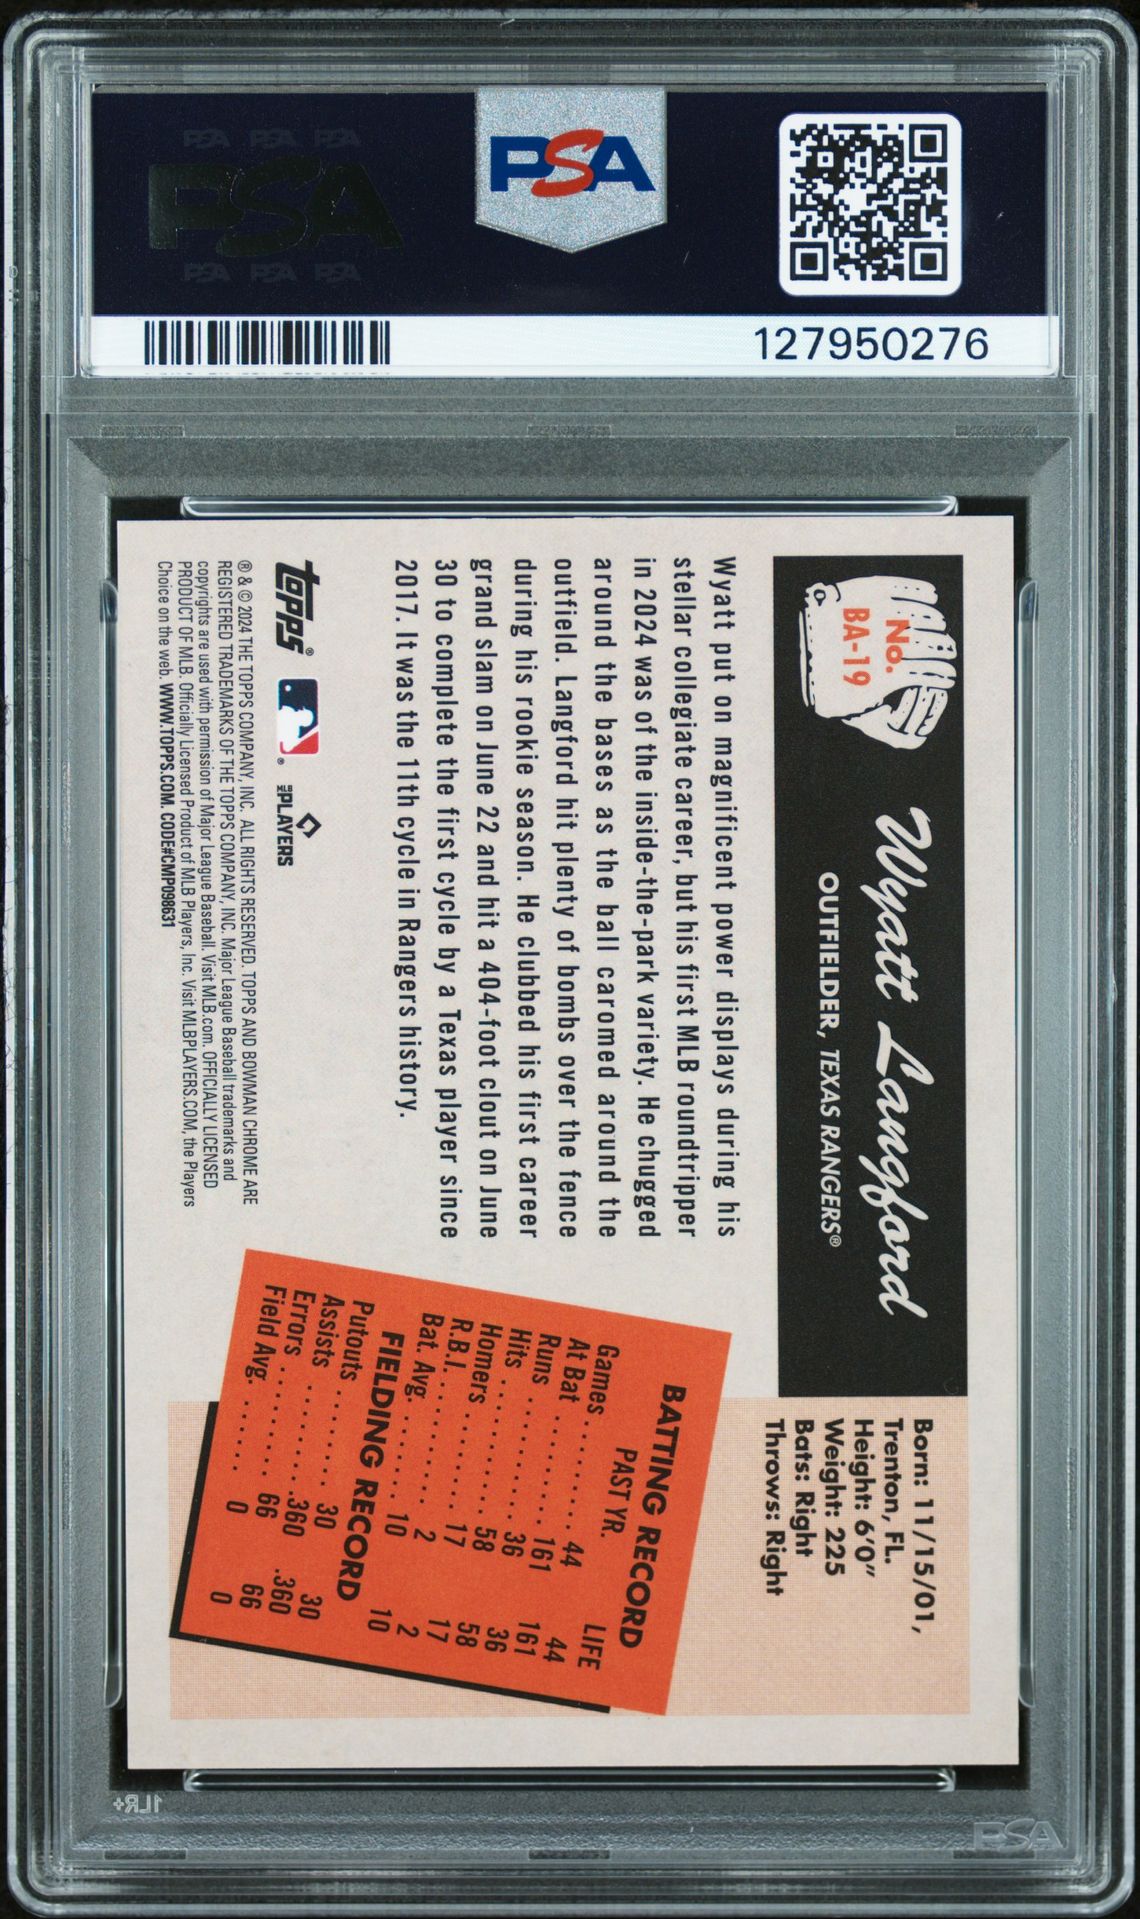 PSA PSA PSA
PSA
PSA PSA PSA
PSA
127950276
No.
BA-19
Wyatt Langford
OUTFIELDER, TEXAS RANGERS®
Born: 11/15/01,
Trenton, FL.
Height: 6'0"
Weight: 225
Bats: Right
Throws: Right
Wyatt put on magnificent power displays during his
stellar collegiate career, but his first MLB roundtripper
in 2024 was of the inside-the-park variety. He chugged
around the bases as the ball caromed around the
outfield. Langford hit plenty of bombs over the fence
during his rookie season. He clubbed his first career
grand slam on June 22 and hit a 404-foot clout on June
30 to complete the first cycle by a Texas player since
2017. It was the 11th cycle in Rangers history.
BATTING RECORD
PAST YR. LIFE
Games .......... 44 44
At Bat .......... 161 161
Runs .......... 36 36
Hits .......... 58 58
Homers .......... 17 17
R.B.I. .......... 2 2
Bat. Avg. .......... 10 10
FIELDING RECORD
Putouts .......... 30 30
Assists .......... .360 .360
Errors .......... 66 66
Field Avg. .......... 0 0
topps®
®
MLB PLAYERS
® & © 2024 THE TOPPS COMPANY, INC. ALL RIGHTS RESERVED. TOPPS AND BOWMAN CHROME ARE
REGISTERED TRADEMARKS OF THE TOPPS COMPANY, INC. Major League Baseball trademarks and
copyrights are used with permission of Major League Baseball. Visit MLB.com. OFFICIALLY LICENSED
PRODUCT OF MLB. Officially Licensed Product of MLB Players, Inc. Visit MLBPLAYERS.COM, the Players
Choice on the web. WWW.TOPPS.COM. CODE#CMP098631
1LR+
PSA